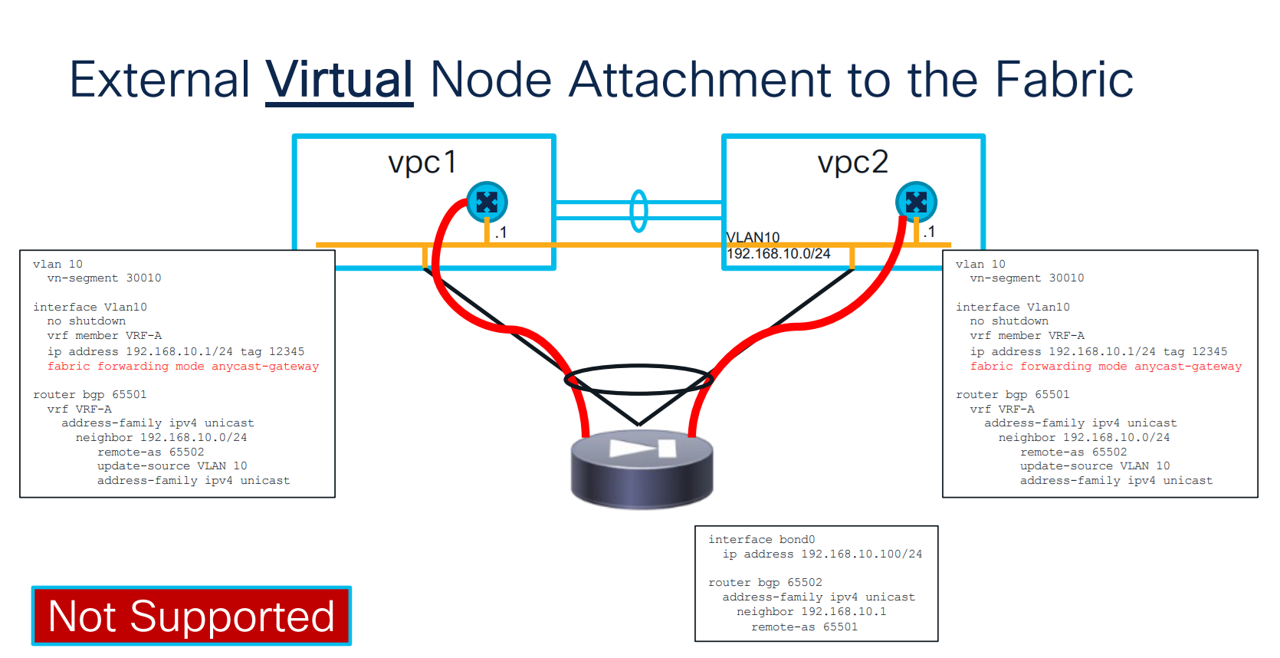 External Virtual Node Attachment to the Fabric
vpc1
vpc2
.1
.1
VLAN10
192.168.10.0/24
vlan 10
vn-segment 30010
interface Vlan10
no shutdown
vrf member VRF-A
ip address 192.168.10.1/24 tag 12345
fabric forwarding mode anycast-gateway
router bgp 65501
vrf VRF-A
address-family ipv4 unicast
neighbor 192.168.10.0/24
remote-as 65502
update-source VLAN 10
address-family ipv4 unicast
vlan 10
vn-segment 30010
interface Vlan10
no shutdown
vrf member VRF-A
ip address 192.168.10.1/24 tag 12345
fabric forwarding mode anycast-gateway
router bgp 65501
vrf VRF-A
address-family ipv4 unicast
neighbor 192.168.10.0/24
remote-as 65502
update-source VLAN 10
address-family ipv4 unicast
interface bond0
ip address 192.168.10.100/24
router bgp 65502
address-family ipv4 unicast
neighbor 192.168.10.1
remote-as 65501
Not Supported